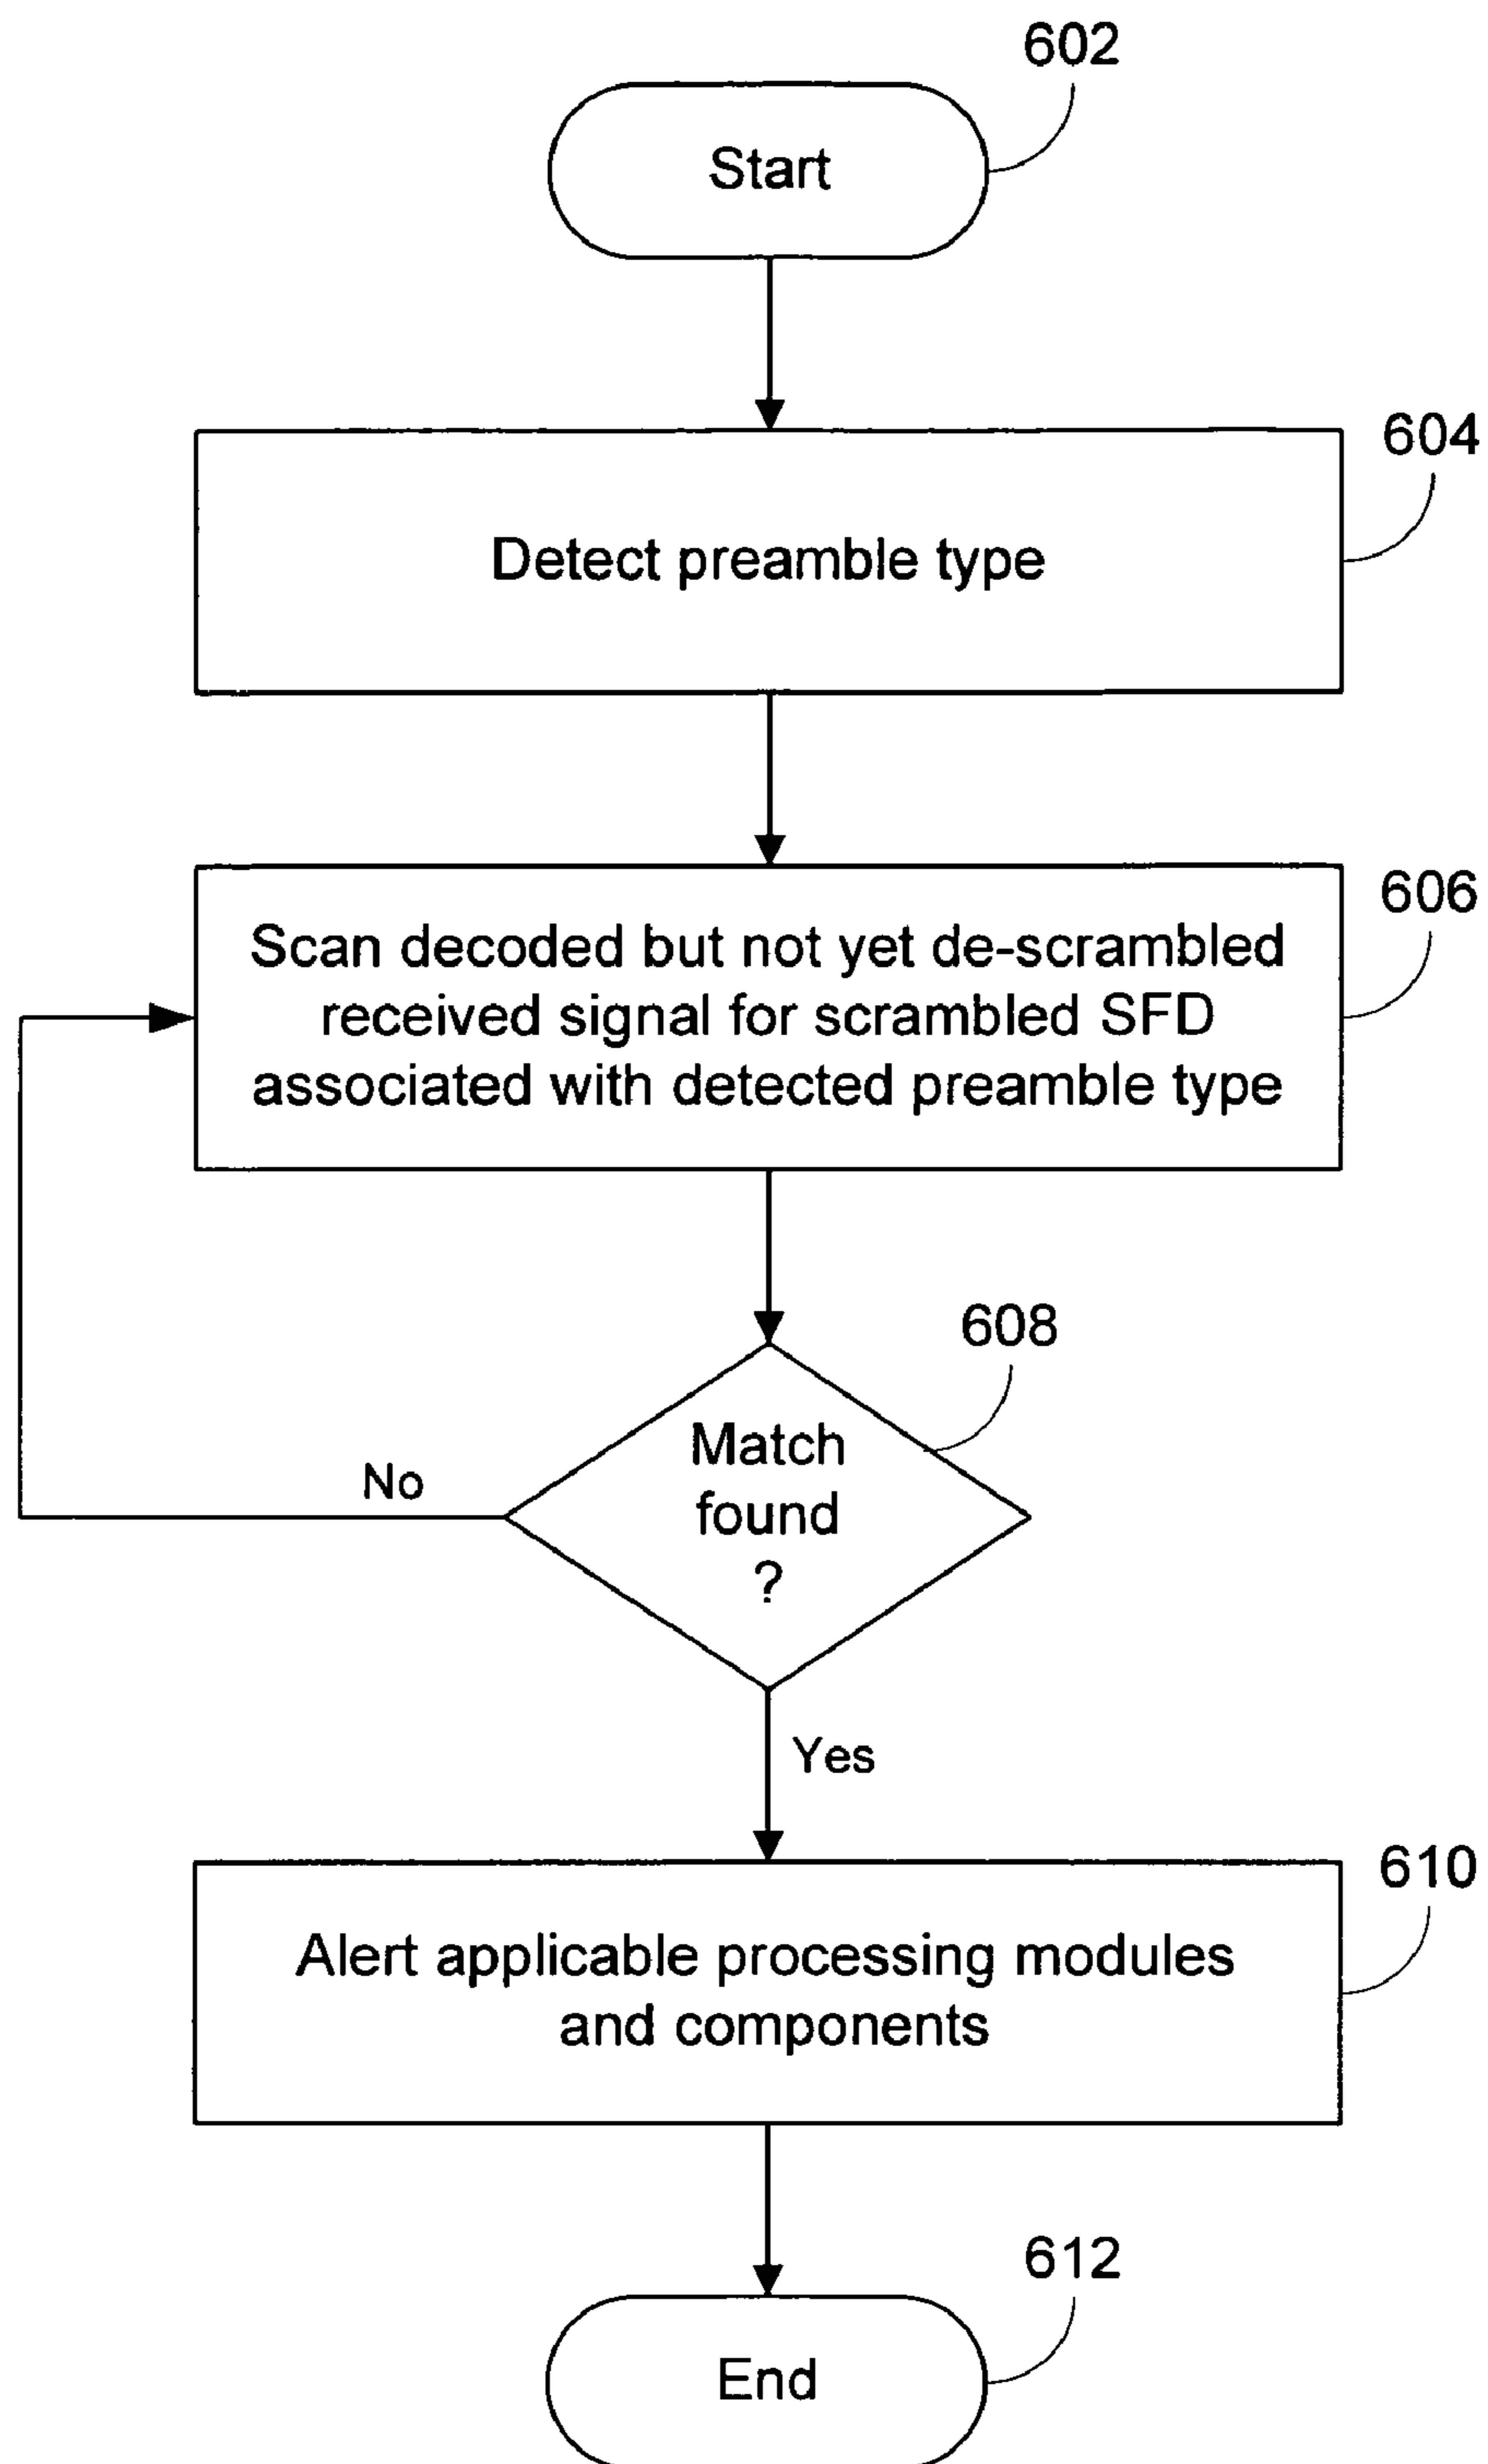 602
Start
604
Detect preamble type
606
Scan decoded but not yet de-scrambled
received signal for scrambled SFD
associated with detected preamble type
608
Match
found
?
No
Yes
610
Alert applicable processing modules
and components
612
End